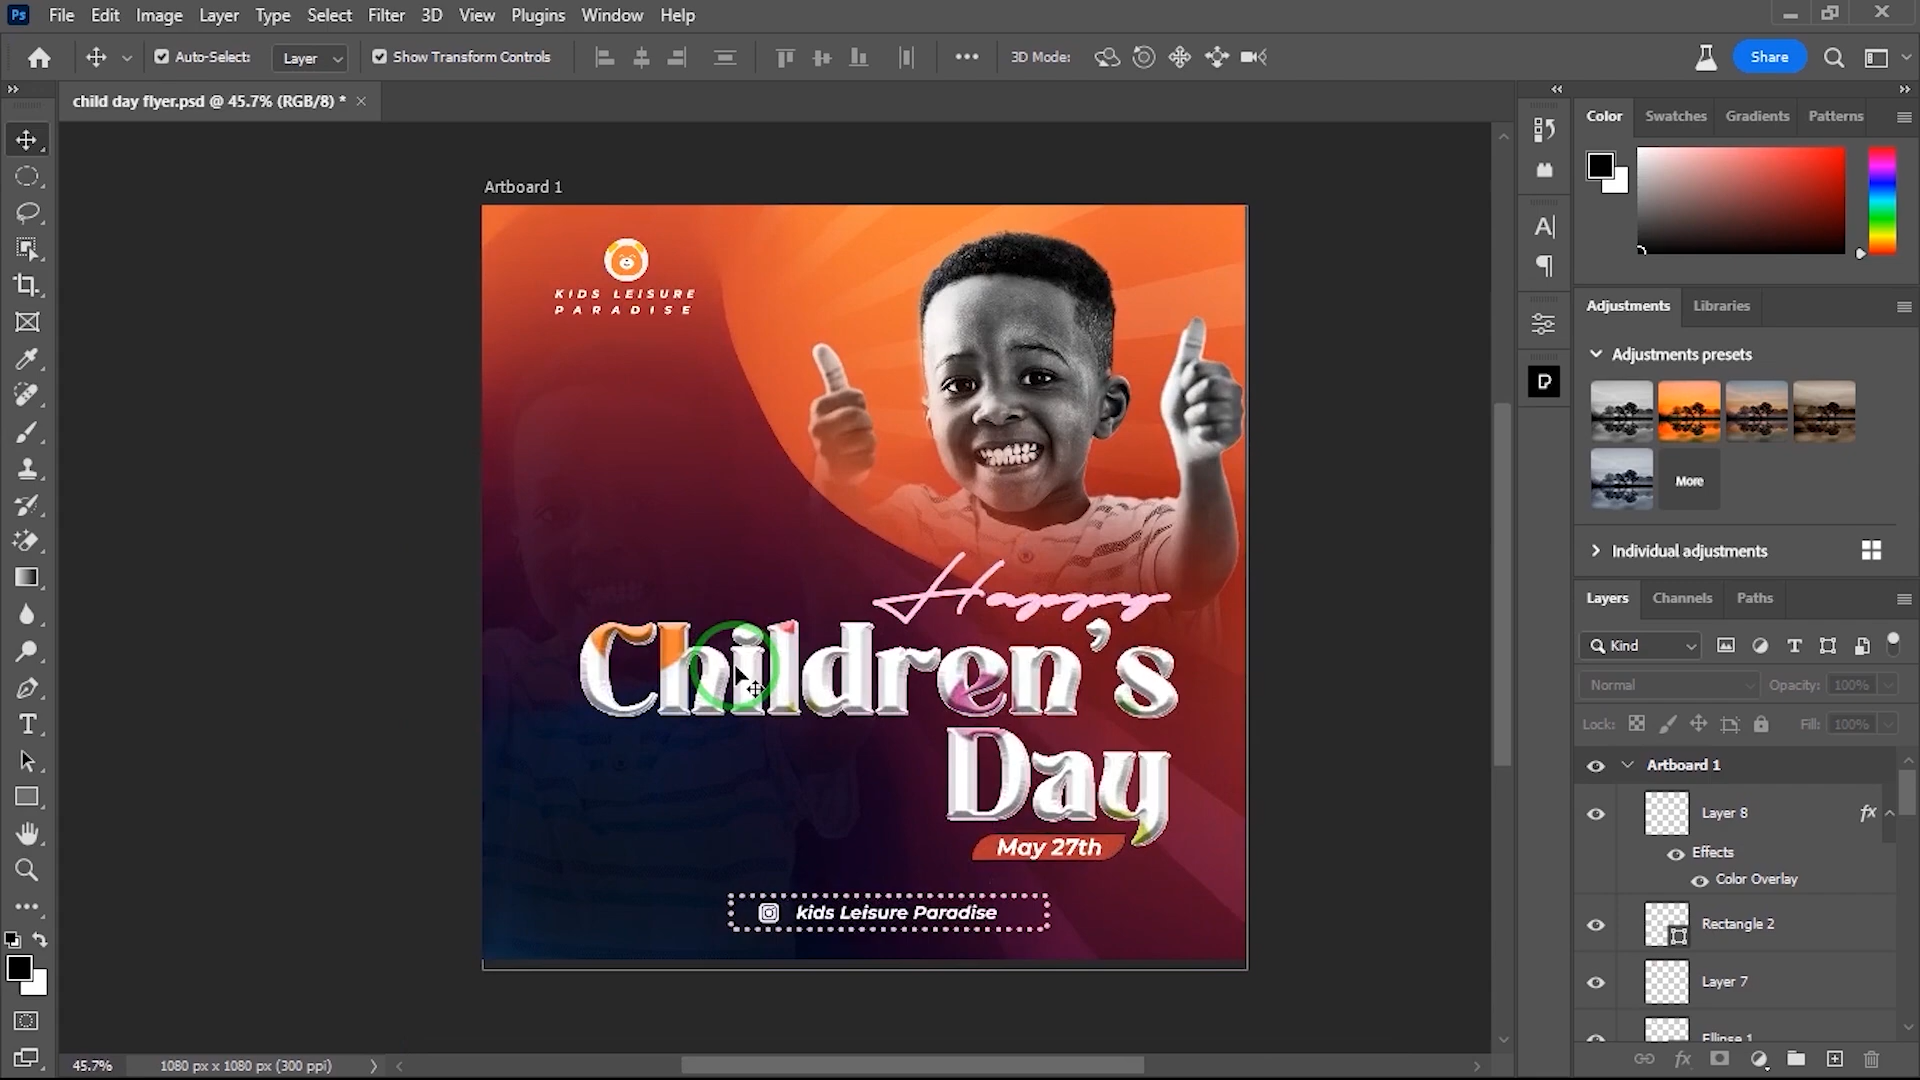 Ps File Edit Image Layer Type Select Filter 3D View Plugins Window Help
Auto-Select: Layer Show Transform Controls 3D Mode: Share
child day flyer.psd @ 45.7% (RGB/8) *
Color Swatches Gradients Patterns
Artboard 1
KIDS LEISURE
PARADISE
Adjustments Libraries
Adjustments presets
More
Individual adjustments
Happy
Children's
Day
May 27th
kids Leisure Paradise
Layers Channels Paths
Kind
Normal Opacity: 100%
Lock: Fill: 100%
Artboard 1
Layer 8 fx
Effects
Color Overlay
Rectangle 2
Layer 7
Ellipse 1
45.7% 1080 px x 1080 px (300 ppi)